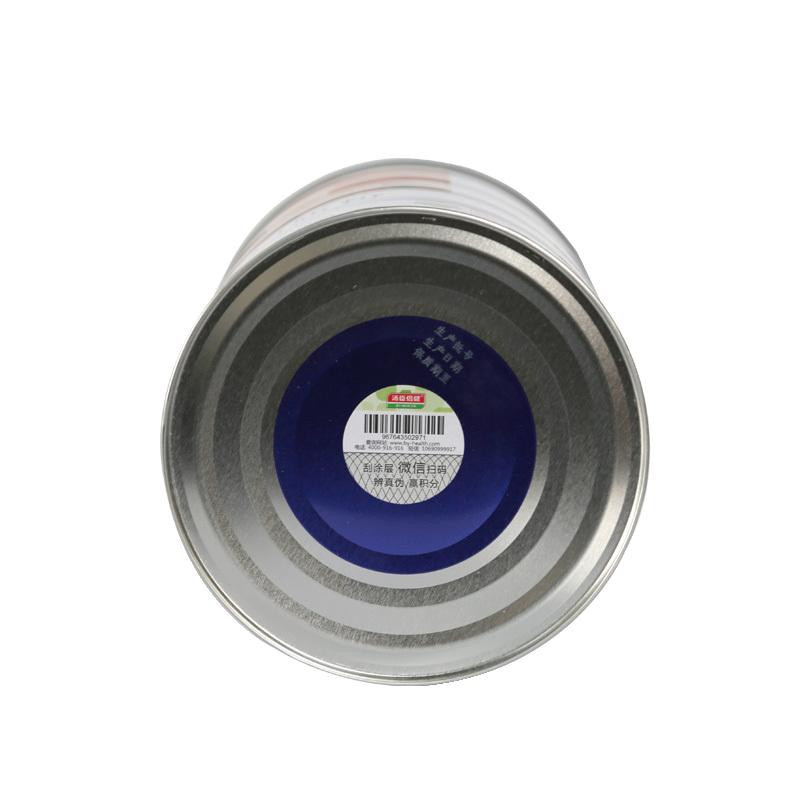 生产批号
生产日期
保质期至
汤臣倍健
967643502971
查询网站 www.by-health.com
电话 4000-916-916 短信 10690999917
刮涂层 微信扫码
辨真伪 赢积分